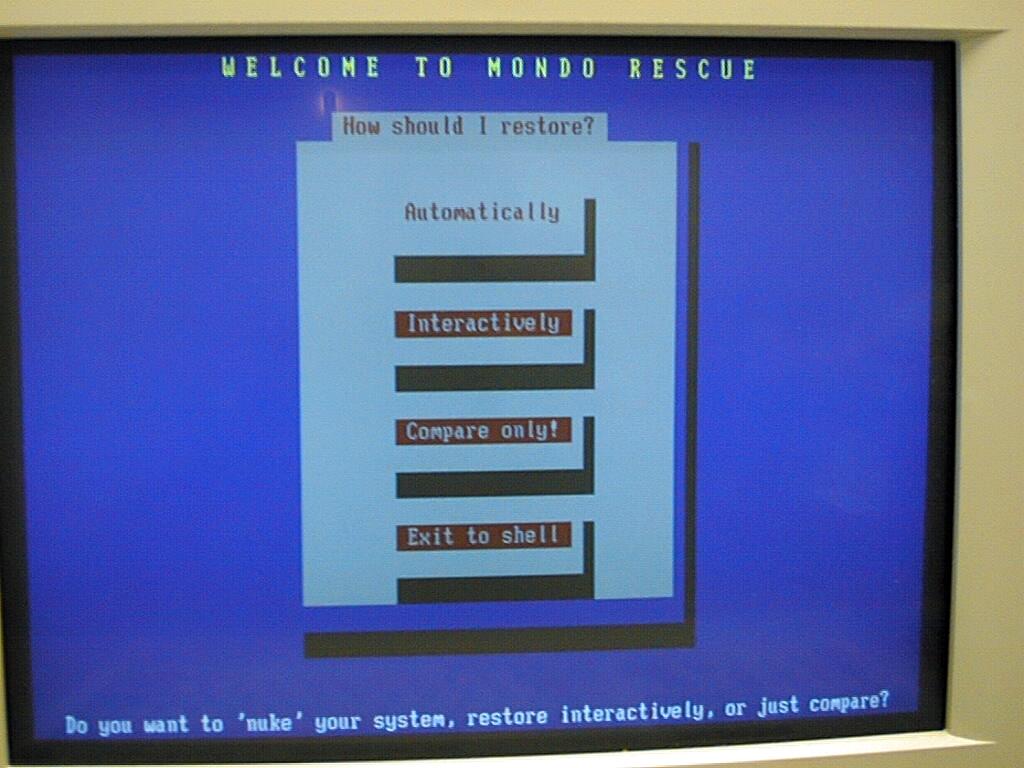 WELCOME TO MONDO RESCUE
How should I restore?
Automatically
Interactively
Compare only!
Exit to shell
Do you want to 'nuke' your system, restore interactively, or just compare?